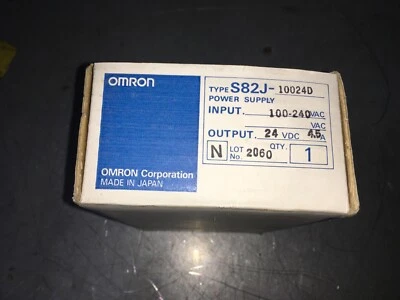 OMRON
TYPE S82J-10024D
POWER SUPPLY
INPUT. 100-240 VAC
VAC
OUTPUT. 24 VDC 4.5 A
N LOT No. 2060 QTY. 1
OMRON Corporation
MADE IN JAPAN